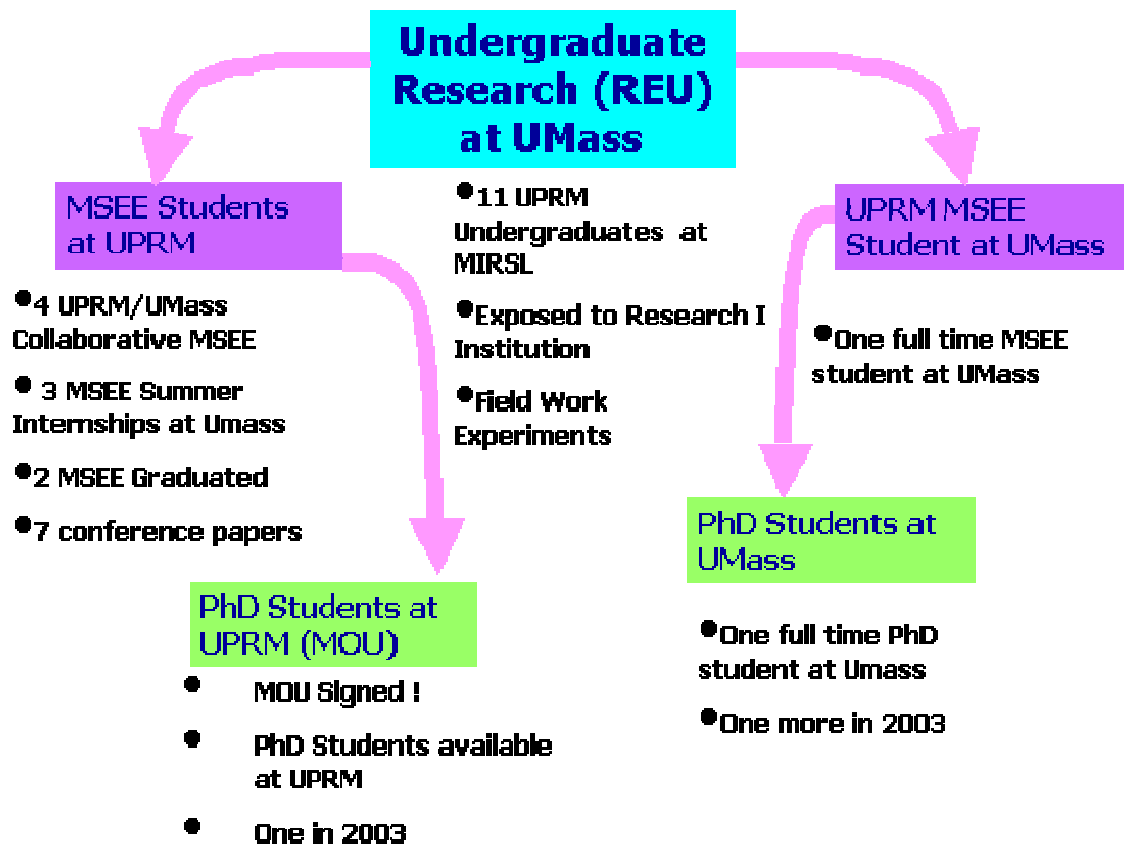 Undergraduate
Research (REU)
at UMass
MSEE Students
at UPRM
•4 UPRM/UMass
Collaborative MSEE
• 3 MSEE Summer
Internships at Umass
•2 MSEE Graduated
•7 conference papers
•11 UPRM
Undergraduates at
MIRSL
•Exposed to Research I
Institution
•Field Work
Experiments
UPRM MSEE
Student at UMass
•One full time MSEE
student at UMass
PhD Students at
UPRM (MOU)
• MOU Signed !
• PhD Students available
at UPRM
• One in 2003
PhD Students at
UMass
•One full time PhD
student at Umass
•One more in 2003